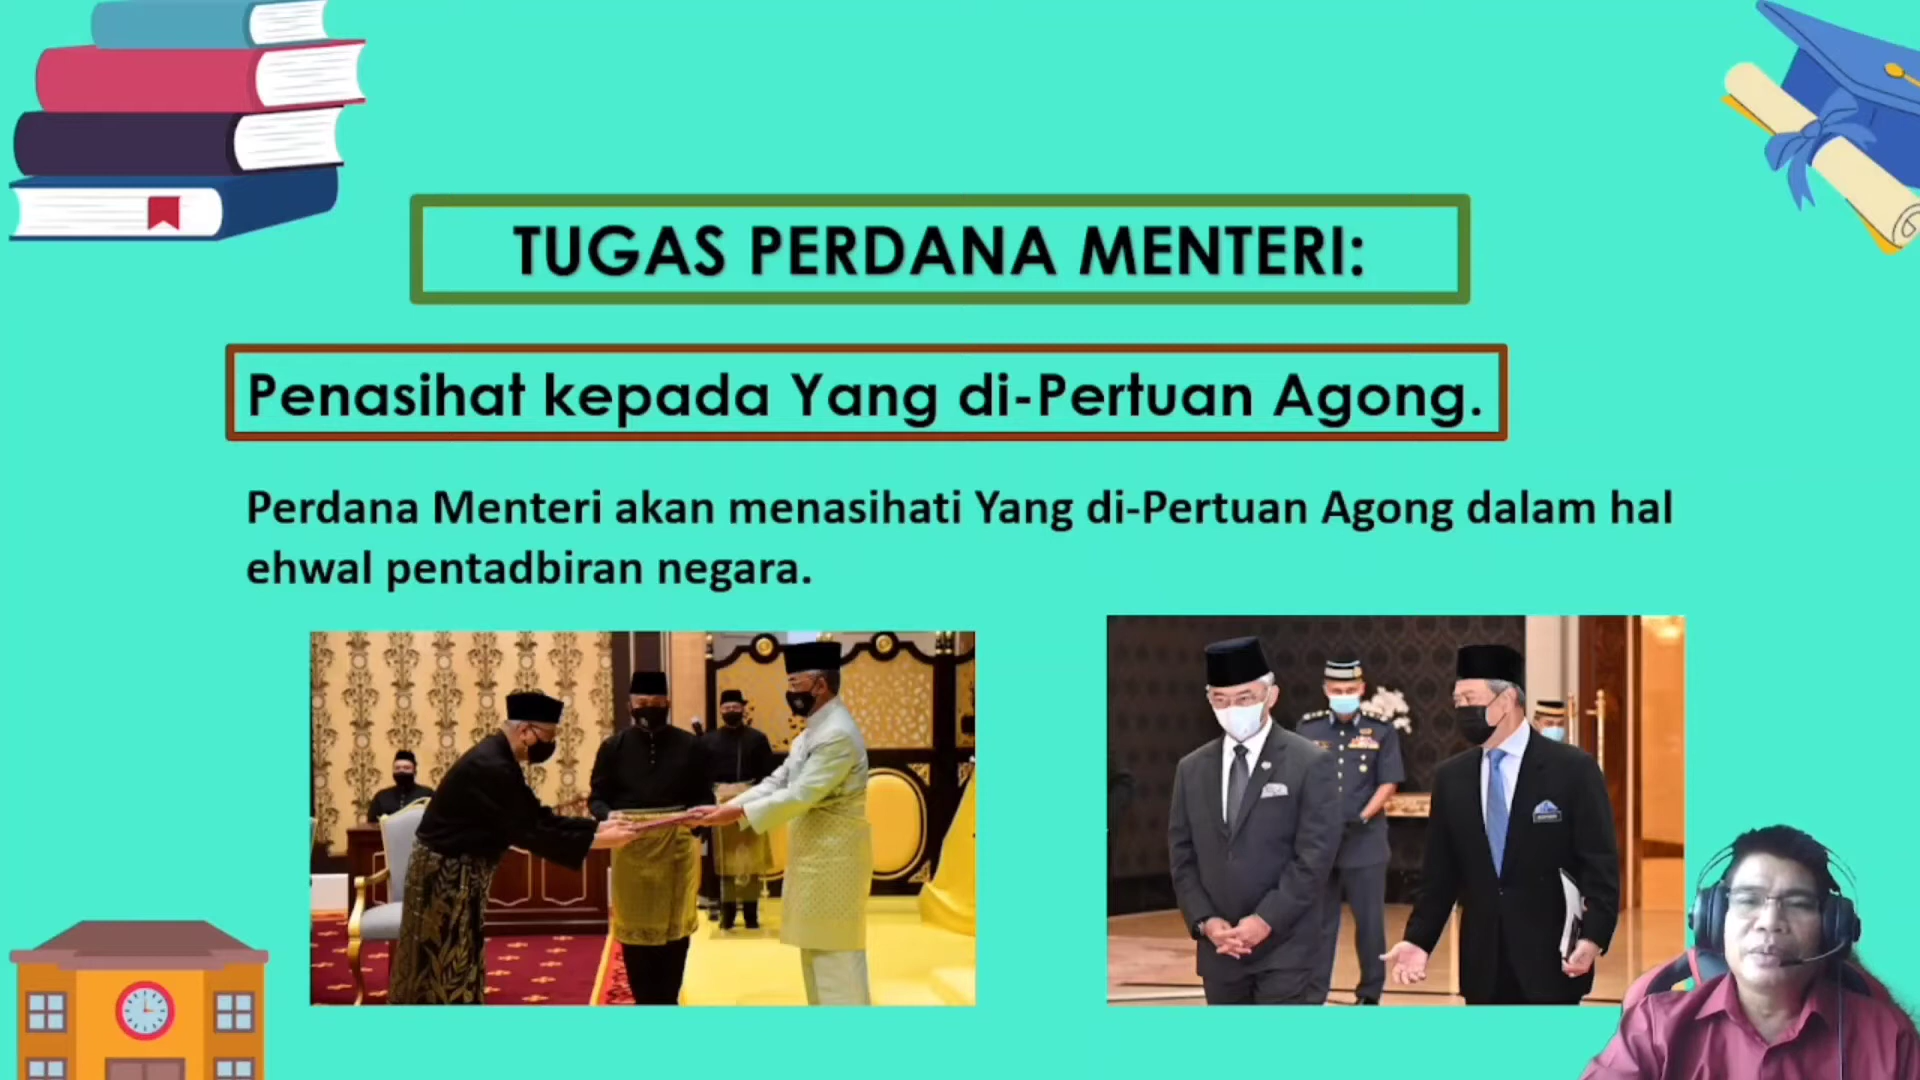 TUGAS PERDANA MENTERI:
Penasihat kepada Yang di-Pertuan Agong.
Perdana Menteri akan menasihati Yang di-Pertuan Agong dalam hal
ehwal pentadbiran negara.